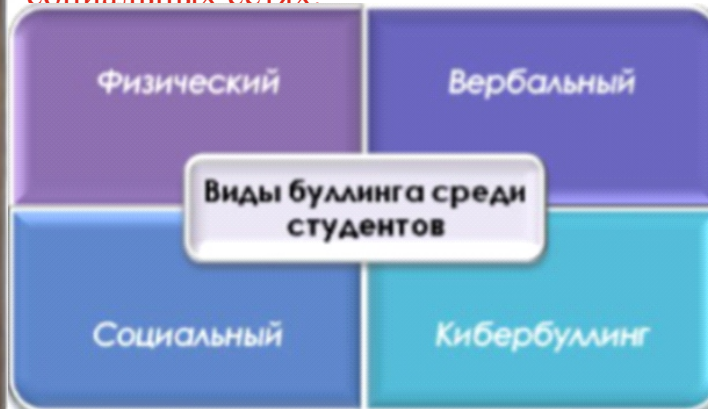 Физический
Вербальный
Виды буллинга среди
студентов
Социальный
Кибербуллинг